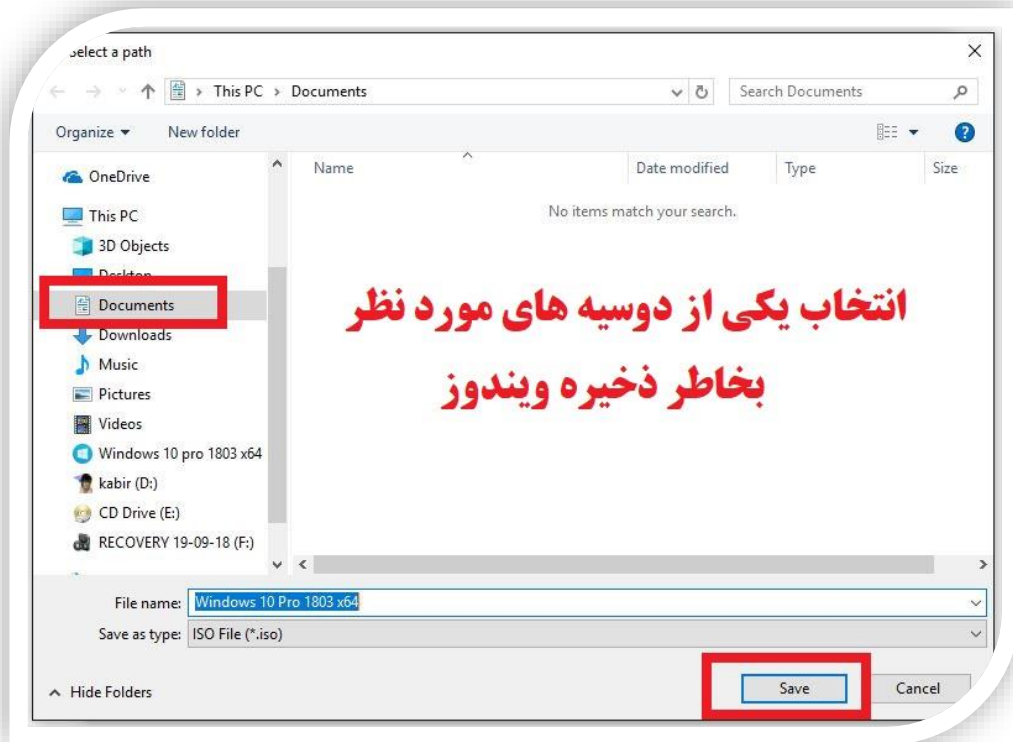 Select a path
This PC > Documents
Search Documents
Organize
New folder
Name
Date modified
Type
Size
OneDrive
This PC
3D Objects
Desktop
Documents
Downloads
Music
Pictures
Videos
Windows 10 pro 1803 x64
kabir (D:)
CD Drive (E:)
RECOVERY 19-09-18 (F:)
No items match your search.
انتخاب یکی از دوسیه های مورد نظر
بخاطر ذخیره ویندوز
File name: Windows 10 Pro 1803 x64
Save as type: ISO File (*.iso)
Hide Folders
Save
Cancel